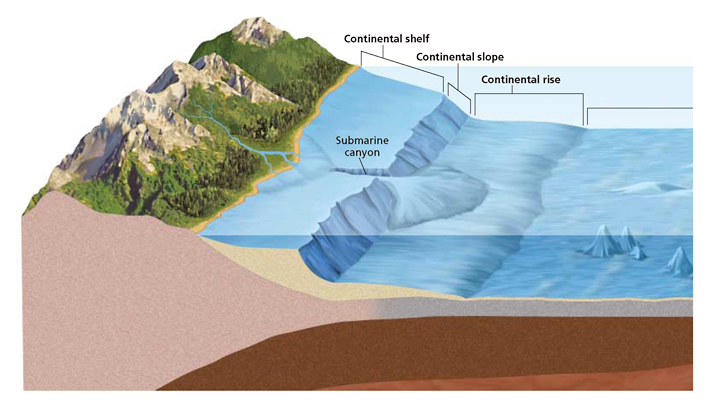 Continental shelf
Continental slope
Continental rise
Submarine
canyon